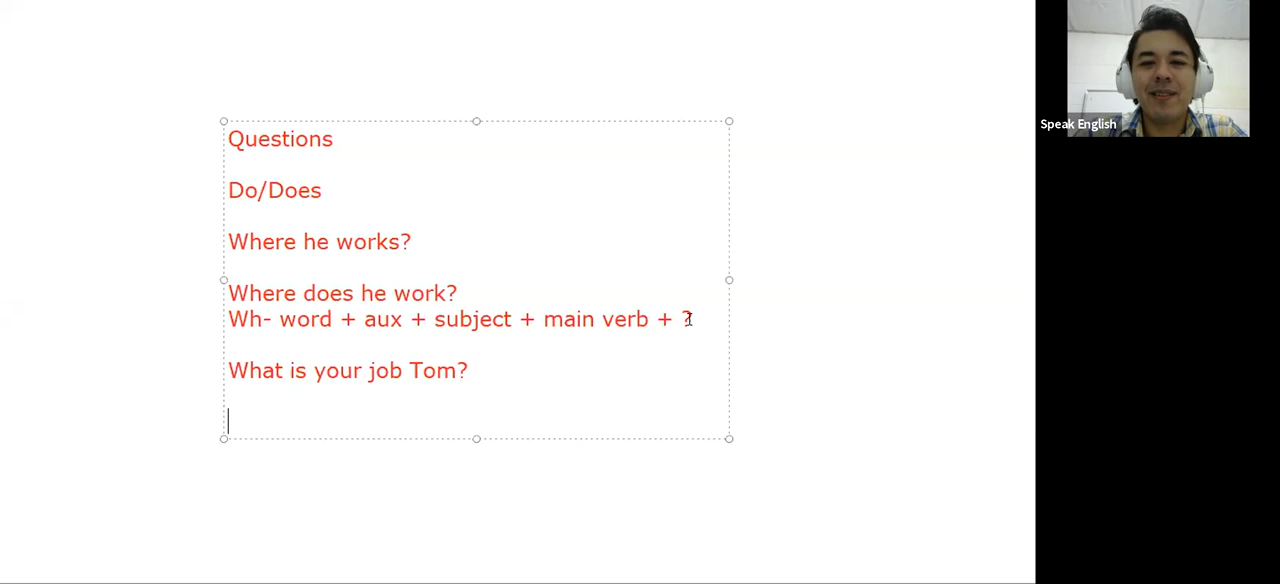 Questions
Do/Does
Where he works?
Where does he work?
Wh- word + aux + subject + main verb + ?
What is your job Tom?
Speak English